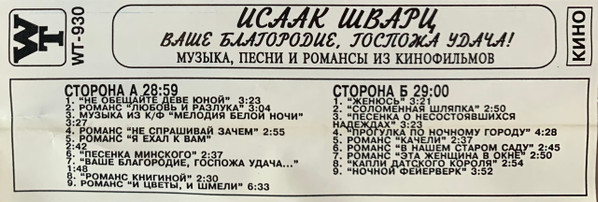 WT
WT-930
ИСААК ШВАРЦ
ВАШЕ БЛАГОРОДИЕ, ГОСПОЖА УДАЧА!
МУЗЫКА, ПЕСНИ И РОМАНСЫ ИЗ КИНОФИЛЬМОВ
КИНО
СТОРОНА А 28:59
1. "НЕ ОБЕЩАЙТЕ ДЕВЕ ЮНОЙ" 3:23
2. РОМАНС "ЛЮБОВЬ И РАЗЛУКА" 3:04
3. МУЗЫКА ИЗ К/Ф "МЕЛОДИЯ БЕЛОЙ НОЧИ"
3:27
4. РОМАНС "НЕ СПРАШИВАЙ ЗАЧЕМ" 2:55
5. РОМАНС "Я ЕХАЛ К ВАМ"
2:42
6. "ПЕСЕНКА МИНСКОГО" 2:37
7. "ВАШЕ БЛАГОРОДИЕ, ГОСПОЖА УДАЧА..."
1:48
8. "РОМАНС КНИГИНОЙ" 2:30
9. РОМАНС "И ЦВЕТЫ, И ШМЕЛИ" 6:33
СТОРОНА Б 29:00
1. "ЖЕНЮСЬ" 3:21
2. "СОЛОМЕННАЯ ШЛЯПКА" 2:50
3. "ПЕСЕНКА О НЕСОСТОЯВШИХСЯ
НАДЕЖДАХ" 3:23
4. "ПРОГУЛКА ПО НОЧНОМУ ГОРОДУ" 4:28
5. РОМАНС "КАЧЕЛИ" 2:37
6. РОМАНС "В НАШЕМ СТАРОМ САДУ" 2:45
7. РОМАНС "ЭТА ЖЕНЩИНА В ОКНЕ" 2:50
8. "КАПЛИ ДАТСКОГО КОРОЛЯ" 2:54
9. "НОЧНОЙ ФЕЙЕРВЕРК" 3:52